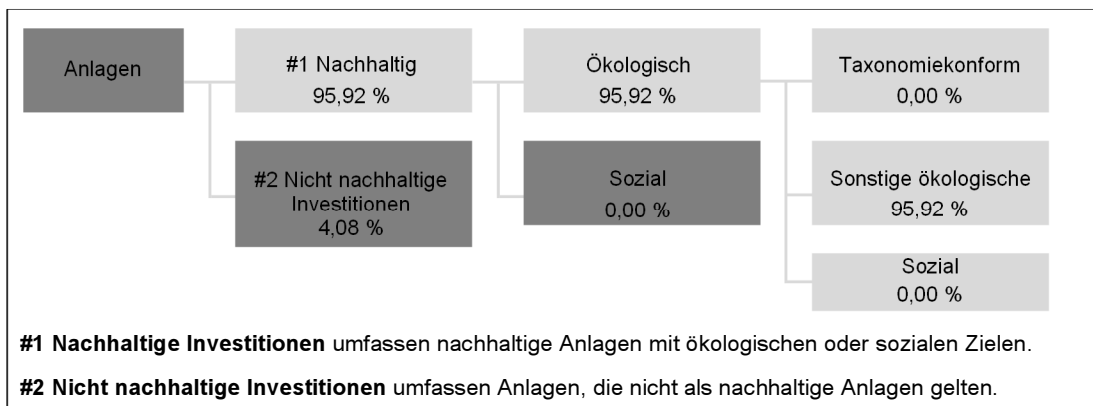 Anlagen
#1 Nachhaltig
95,92 %
#2 Nicht nachhaltige
Investitionen
4,08 %
Ökologisch
95,92 %
Sozial
0,00 %
Taxonomiekonform
0,00 %
Sonstige ökologische
95,92 %
Sozial
0,00 %
#1 Nachhaltige Investitionen umfassen nachhaltige Anlagen mit ökologischen oder sozialen Zielen.
#2 Nicht nachhaltige Investitionen umfassen Anlagen, die nicht als nachhaltige Anlagen gelten.